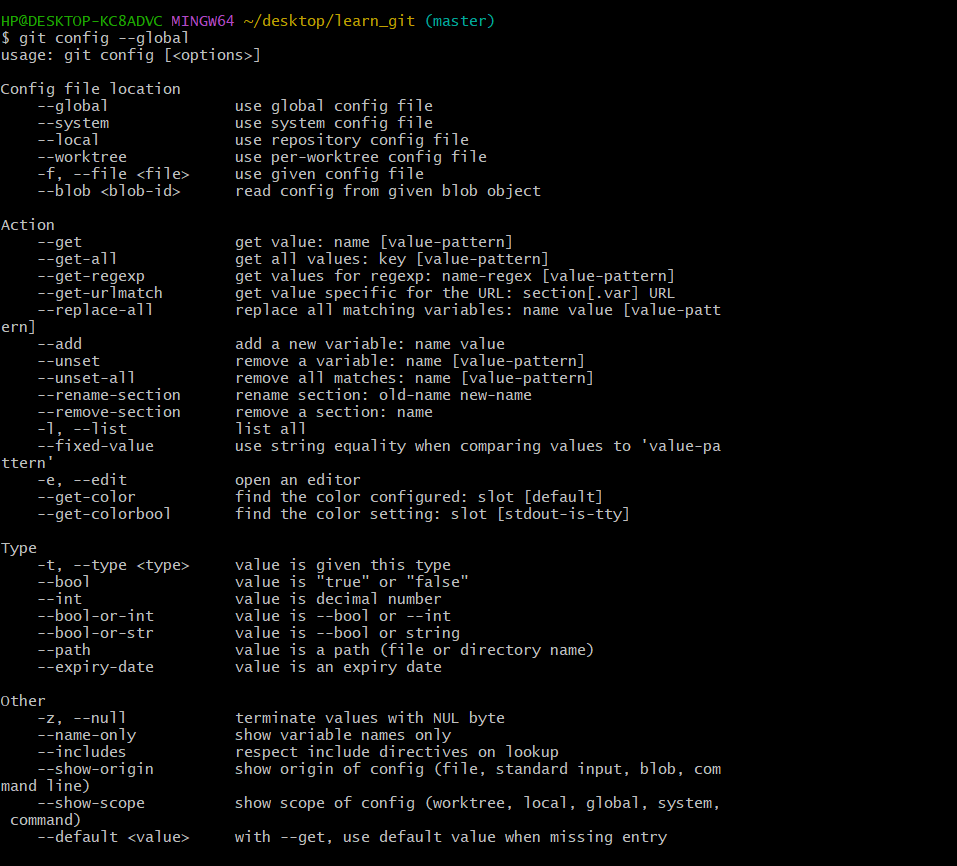 HP@DESKTOP-KC8ADVC MINGW64 ~/desktop/learn_git (master)
$ git config --global
usage: git config [<options>]

Config file location
    --global              use global config file
    --system              use system config file
    --local               use repository config file
    --worktree            use per-worktree config file
    -f, --file <file>     use given config file
    --blob <blob-id>      read config from given blob object

Action
    --get                 get value: name [value-pattern]
    --get-all             get all values: key [value-pattern]
    --get-regexp          get values for regexp: name-regex [value-pattern]
    --get-urlmatch        get value specific for the URL: section[.var] URL
    --replace-all         replace all matching variables: name value [value-patt
ern]
    --add                 add a new variable: name value
    --unset               remove a variable: name [value-pattern]
    --unset-all           remove all matches: name [value-pattern]
    --rename-section      rename section: old-name new-name
    --remove-section      remove a section: name
    -l, --list            list all
    --fixed-value         use string equality when comparing values to 'value-pa
ttern'
    -e, --edit            open an editor
    --get-color           find the color configured: slot [default]
    --get-colorbool       find the color setting: slot [stdout-is-tty]

Type
    -t, --type <type>     value is given this type
    --bool                value is "true" or "false"
    --int                 value is decimal number
    --bool-or-int         value is --bool or --int
    --bool-or-str         value is --bool or string
    --path                value is a path (file or directory name)
    --expiry-date         value is an expiry date

Other
    -z, --null            terminate values with NUL byte
    --name-only           show variable names only
    --includes            respect include directives on lookup
    --show-origin         show origin of config (file, standard input, blob, com
mand line)
    --show-scope          show scope of config (worktree, local, global, system,
 command)
    --default <value>     with --get, use default value when missing entry